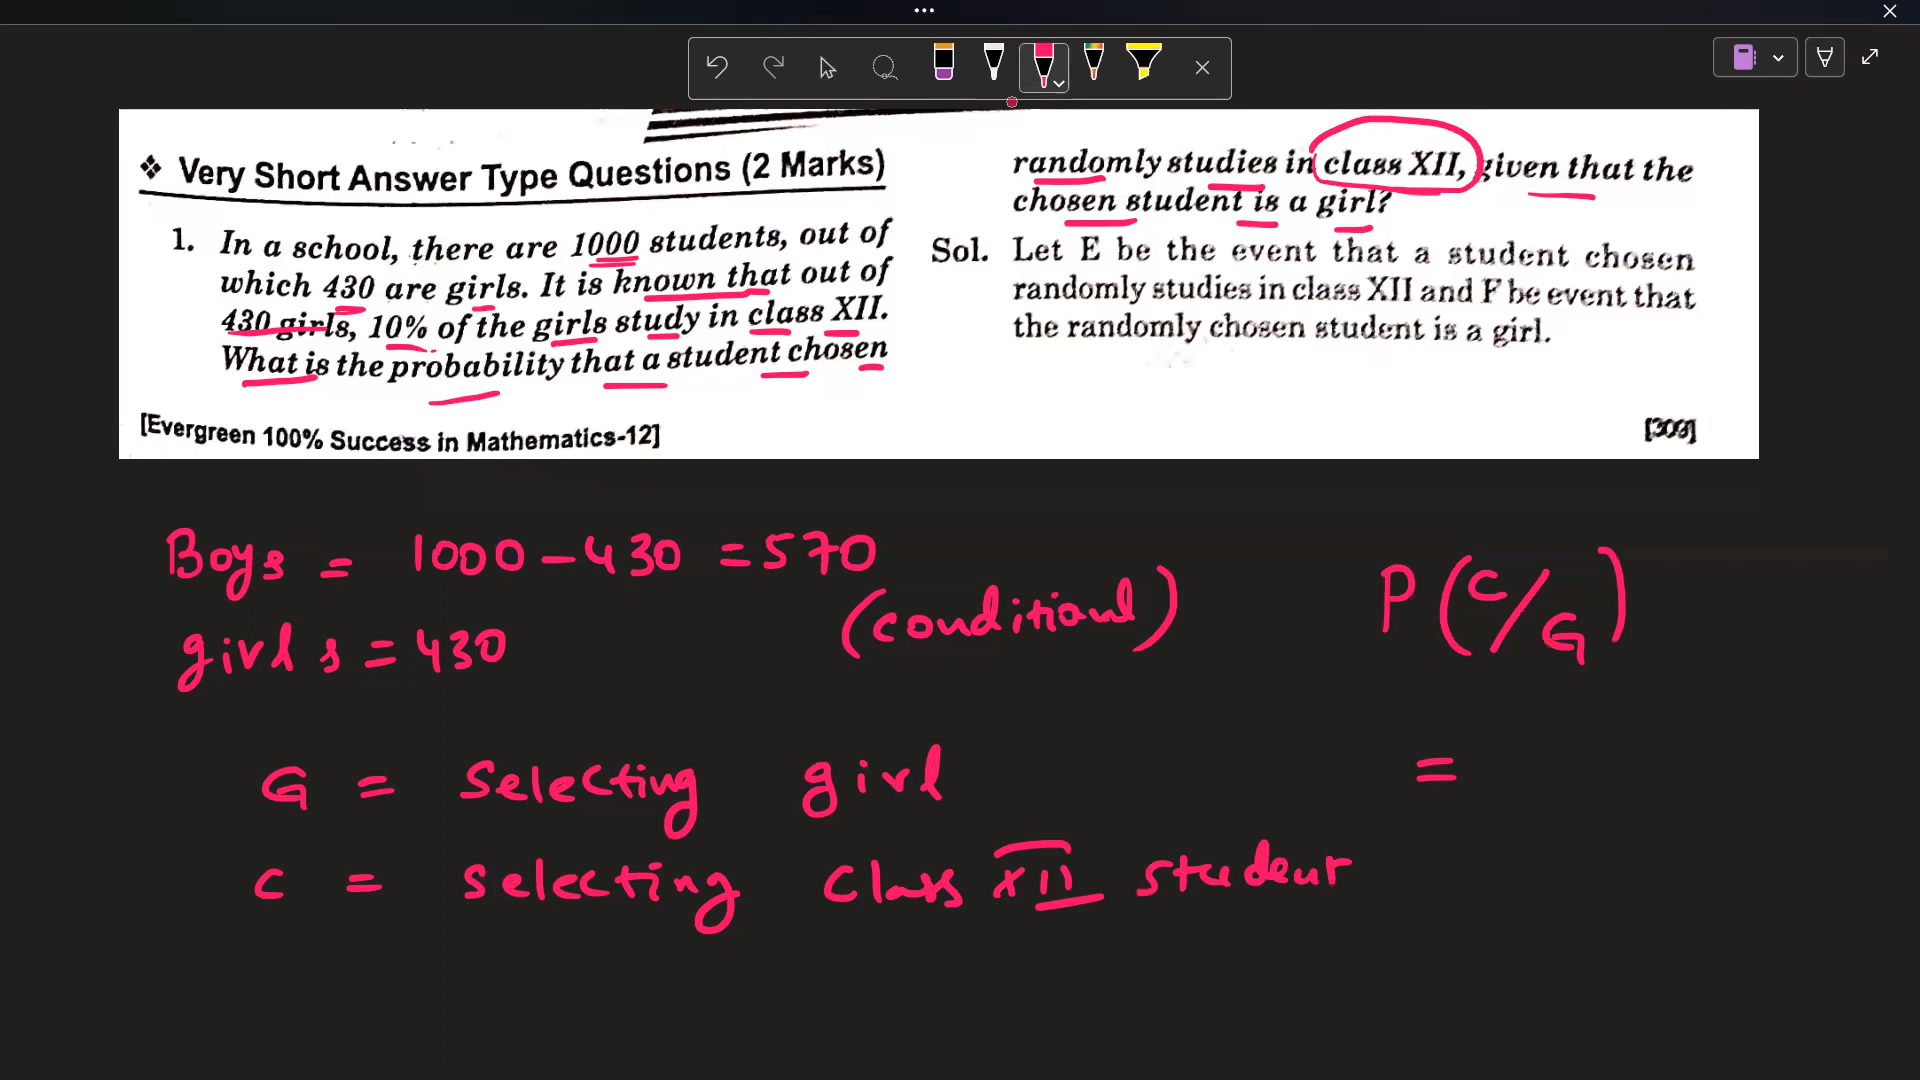 ❖ Very Short Answer Type Questions (2 Marks)
1. In a school, there are 1000 students, out of
which 430 are girls. It is known that out of
430 girls, 10% of the girls study in class XII.
What is the probability that a student chosen
[Evergreen 100% Success in Mathematics-12]
randomly studies in class XII, given that the
chosen student is a girl?
Sol. Let E be the event that a student chosen
randomly studies in class XII and F be event that
the randomly chosen student is a girl.
Boys = 1000 - 430 = 570
girls = 430
(conditional)
P(C/G)
G = Selecting girl
=
C = Selecting Class XII student